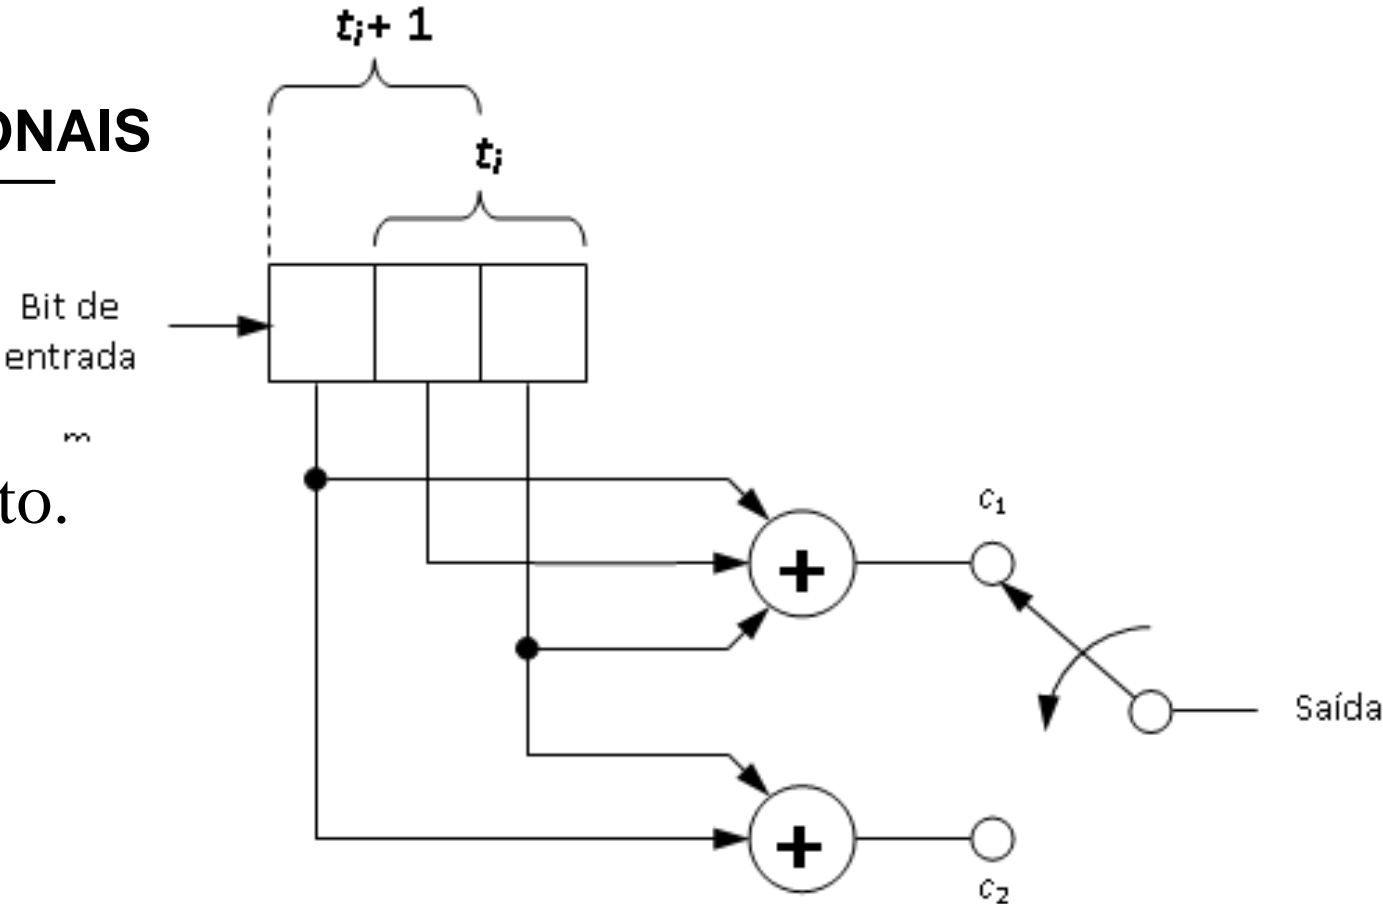 tᵢ+ 1
ONAIS
tᵢ
Bit de
entrada
m
to.
+
c₁
Saída
+
c₂